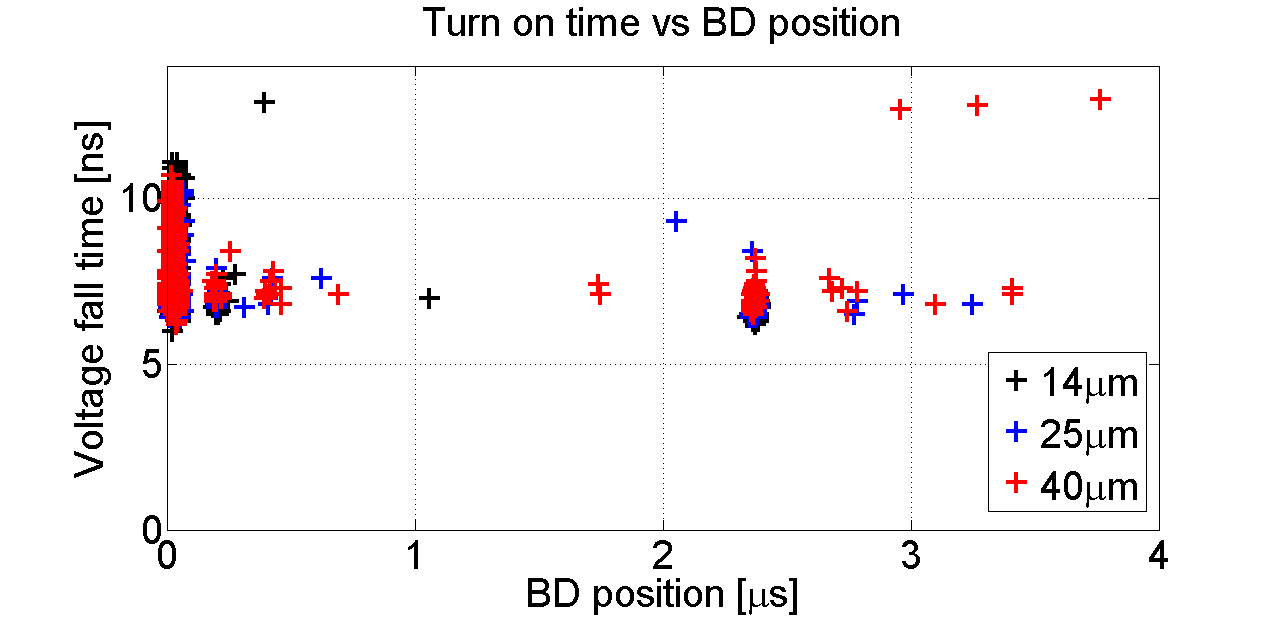 Turn on time vs BD position
Voltage fall time [ns]
10
5
0
0 1 2 3 4
BD position [μs]
14μm
25μm
40μm